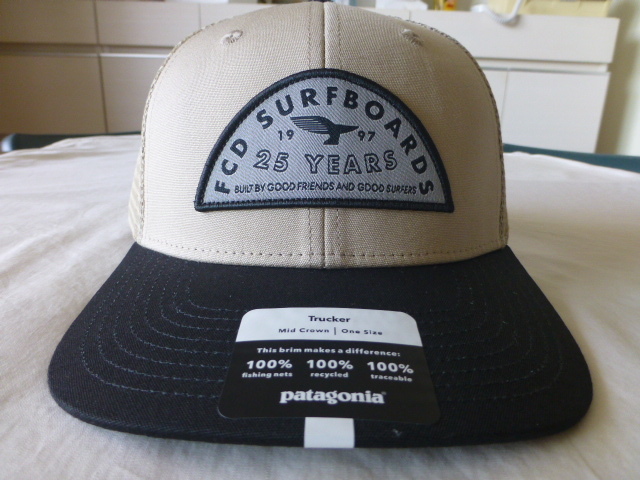 FCD SURFBOARDS
19 97
25 YEARS
BUILT BY GOOD FRIENDS AND GOOD SURFERS
Trucker
Mid Crown | One Size
This brim makes a difference:
100% 100% 100%
fishing nets recycled traceable
patagonia®